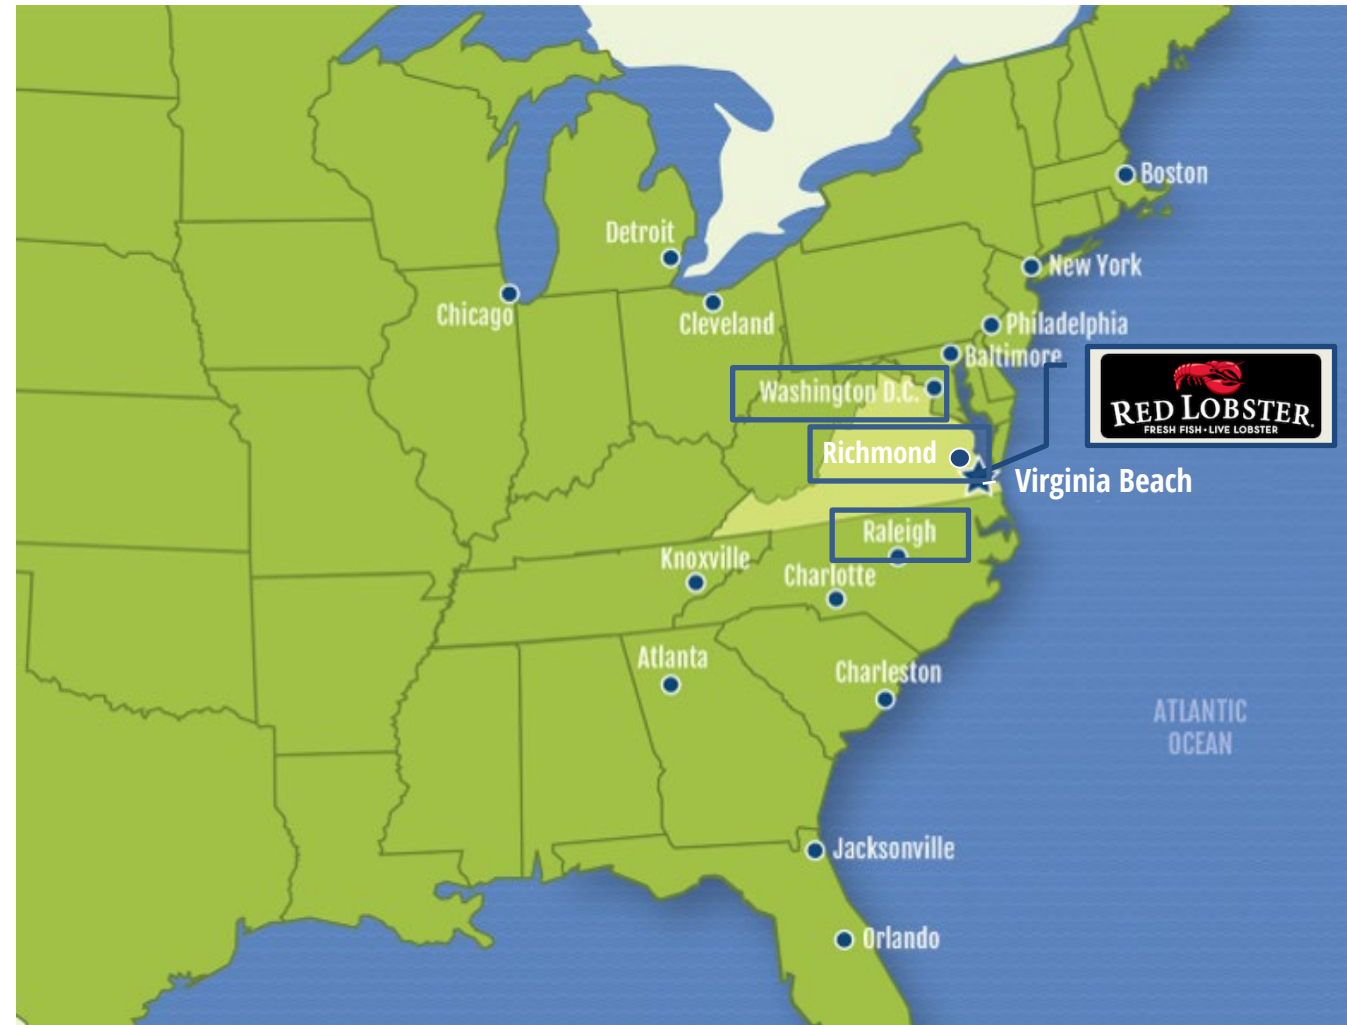 Boston
Detroit
New York
Chicago
Cleveland
Philadelphia
Baltimore
Washington D.C.
RED LOBSTER
FRESH FISH · LIVE LOBSTER
Richmond
Virginia Beach
Raleigh
Knoxville
Charlotte
Atlanta
Charleston
ATLANTIC
OCEAN
Jacksonville
Orlando